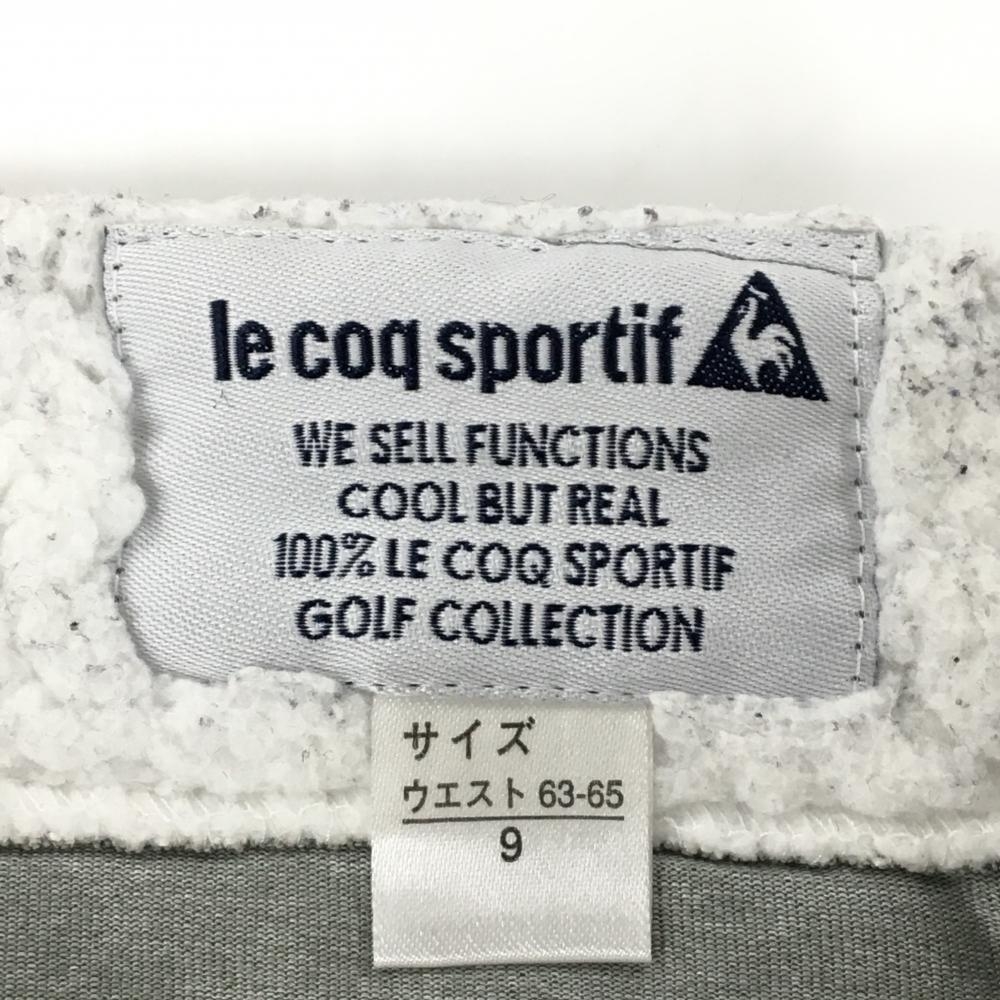 le coq sportif
WE SELL FUNCTIONS
COOL BUT REAL
100% LE COQ SPORTIF
GOLF COLLECTION
サイズ
ウエスト 63-65
9